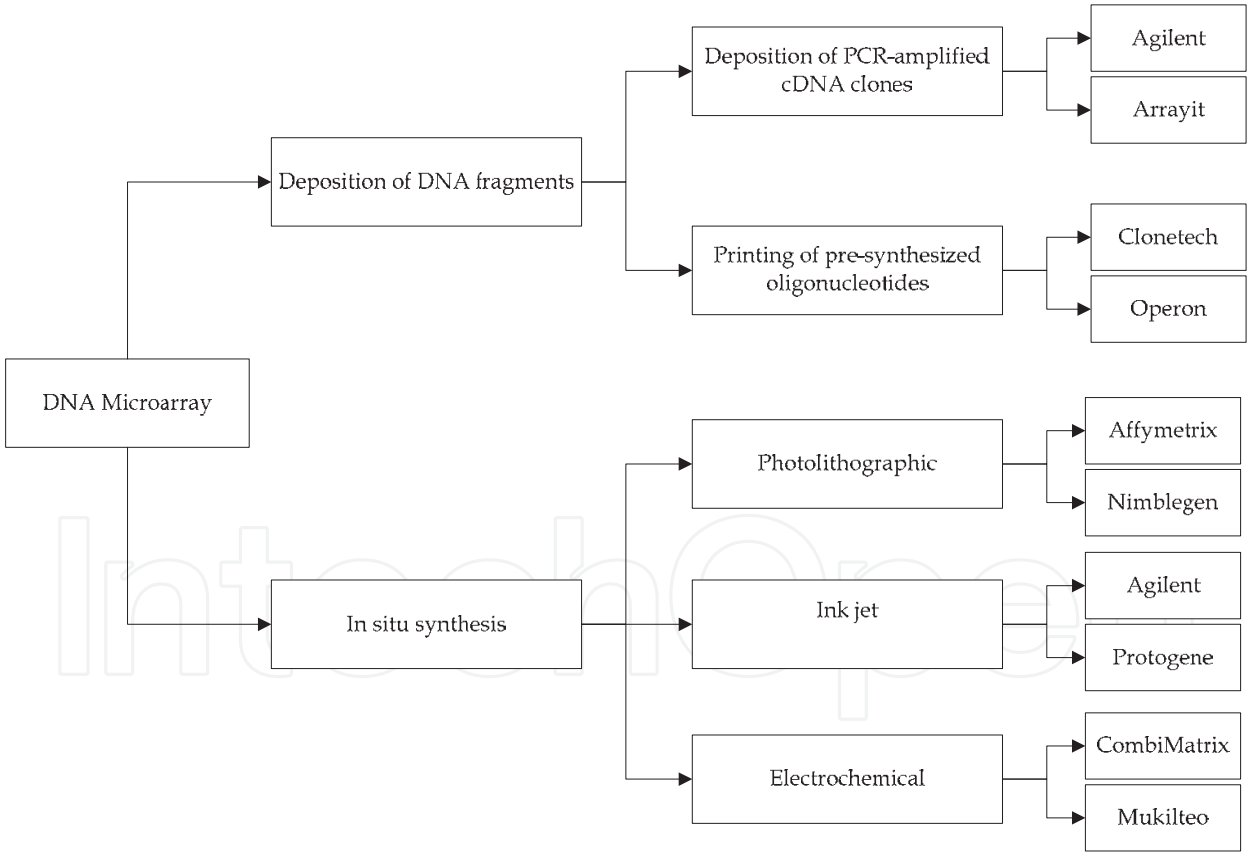 DNA Microarray
Deposition of DNA fragments
Deposition of PCR-amplified
cDNA clones
Agilent
Arrayit
Printing of pre-synthesized
oligonucleotides
Clonetech
Operon
In situ synthesis
Photolithographic
Affymetrix
Nimblegen
Ink jet
Agilent
Protogene
Electrochemical
CombiMatrix
Mukilteo
IntechOpen